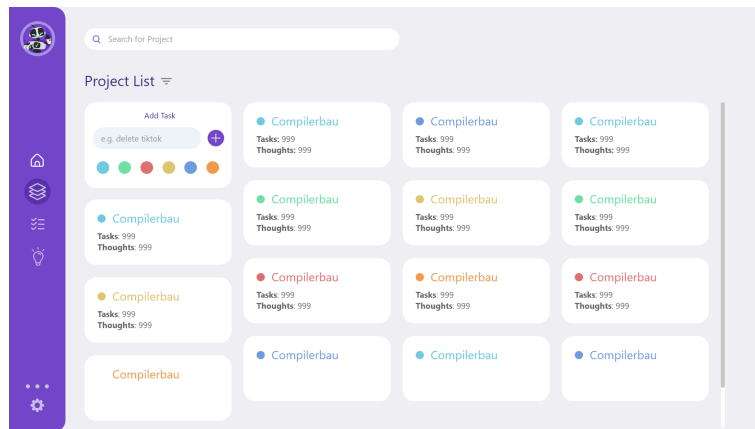 Search for Project
Project List
Add Task
e.g. delete tiktok
Compilerbau
Tasks: 999
Thoughts: 999
Compilerbau
Tasks: 999
Thoughts: 999
Compilerbau
Compilerbau
Tasks: 999
Thoughts: 999
Compilerbau
Tasks: 999
Thoughts: 999
Compilerbau
Tasks: 999
Thoughts: 999
Compilerbau
Compilerbau
Tasks: 999
Thoughts: 999
Compilerbau
Tasks: 999
Thoughts: 999
Compilerbau
Tasks: 999
Thoughts: 999
Compilerbau
Compilerbau
Tasks: 999
Thoughts: 999
Compilerbau
Tasks: 999
Thoughts: 999
Compilerbau
Tasks: 999
Thoughts: 999
Compilerbau